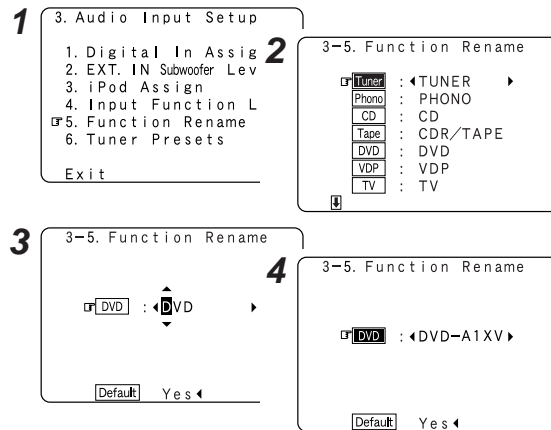 1
3. Audio Input Setup
1. Digital In Assig
2. EXT. IN Subwoofer Lev
3. iPod Assign
4. Input Function L
5. Function Rename
6. Tuner Presets
Exit
2
3-5. Function Rename
Tuner : TUNER
Phono : PHONO
CD : CD
Tape : CDR/TAPE
DVD : DVD
VDP : VDP
TV : TV
3
3-5. Function Rename
DVD : DVD
Default Yes
4
3-5. Function Rename
DVD : DVD-A1XV
Default Yes